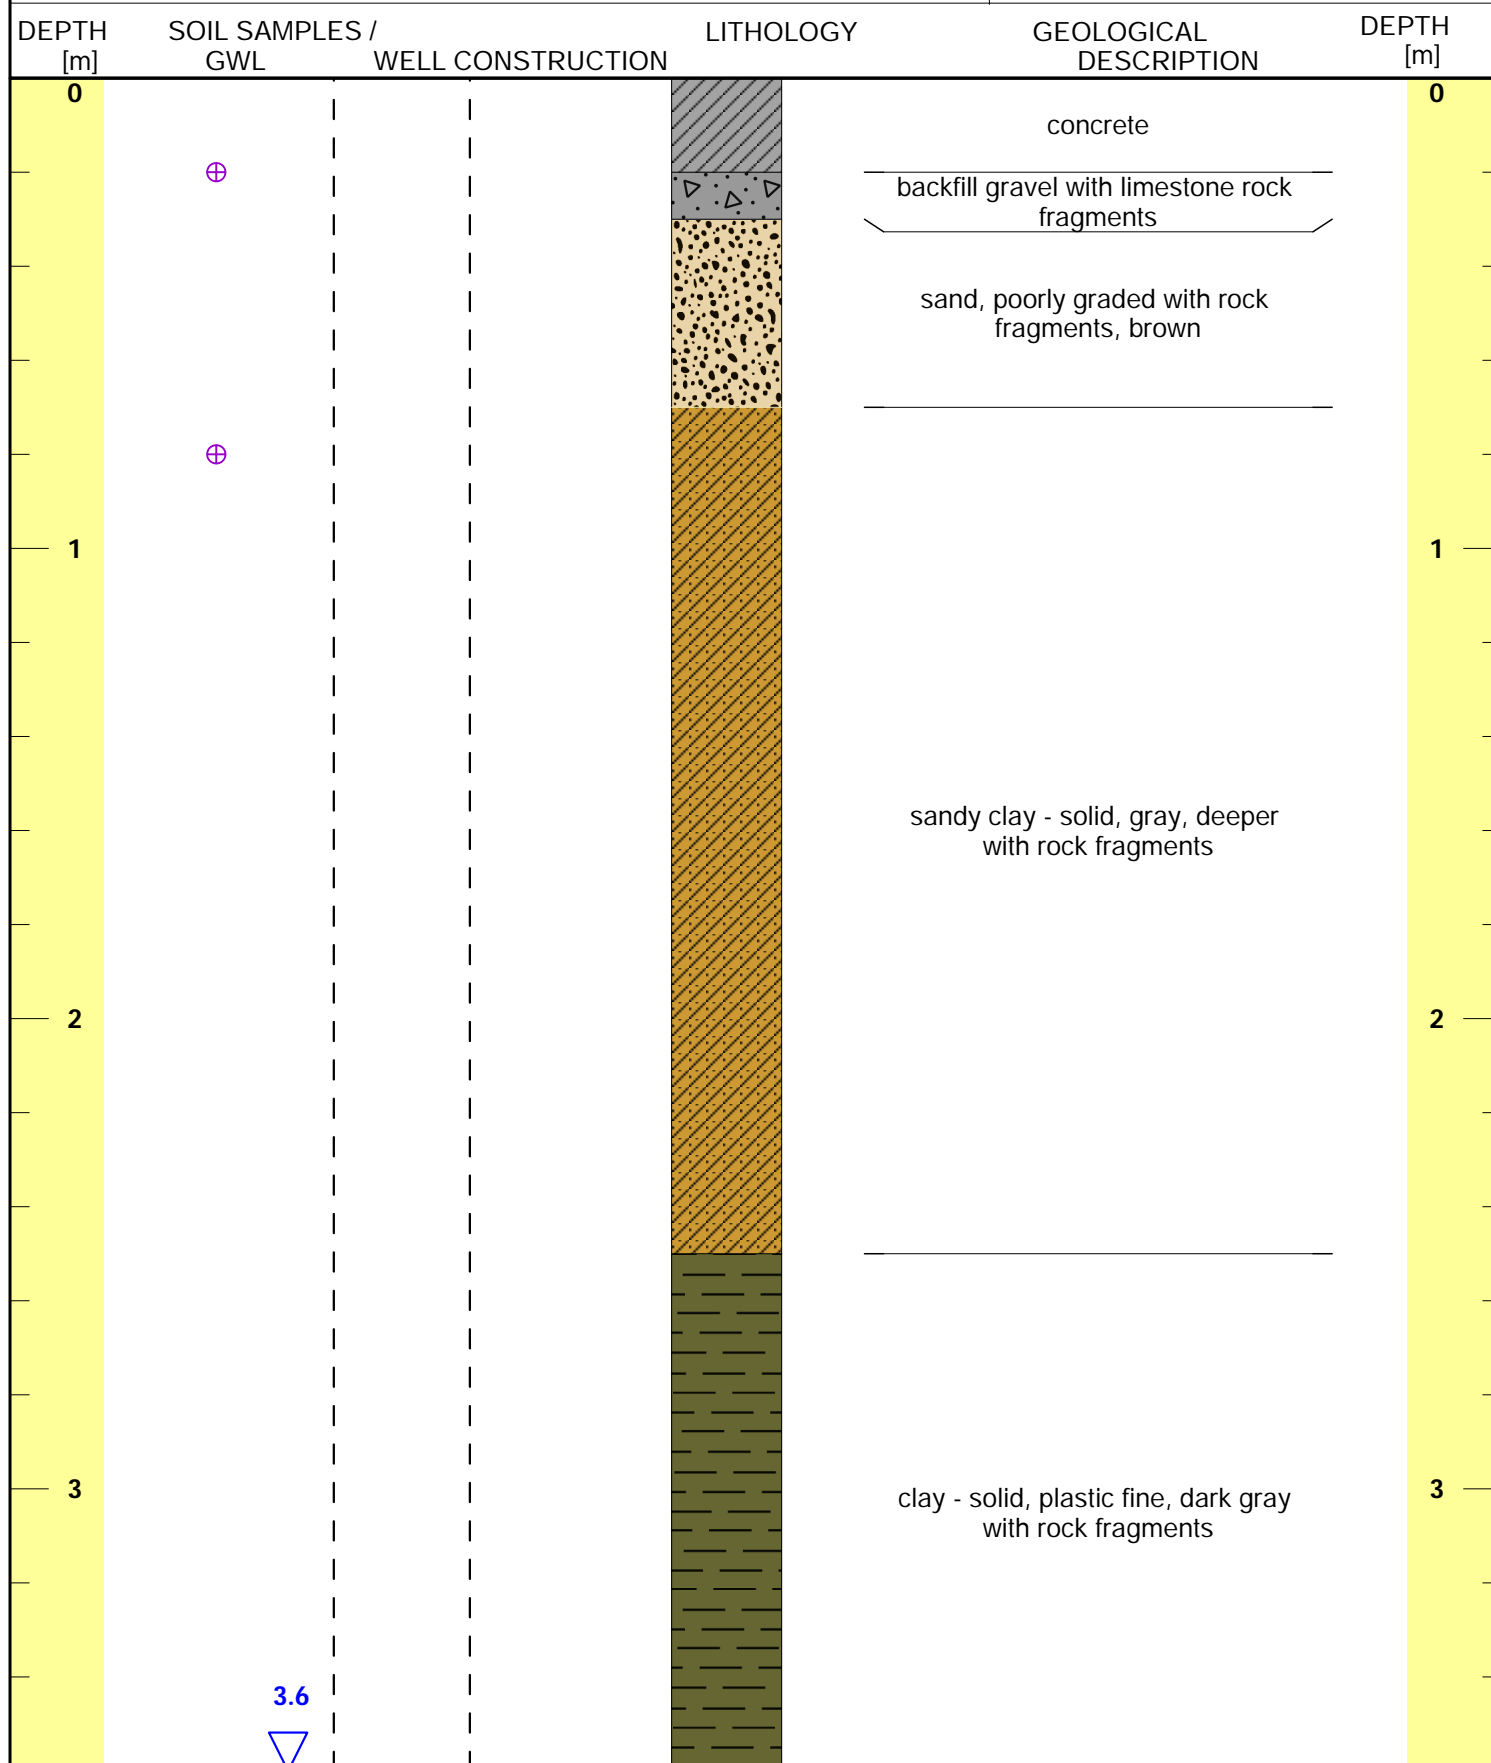 DEPTH
[m]
SOIL SAMPLES /
GWL
WELL CONSTRUCTION
LITHOLOGY
GEOLOGICAL
DESCRIPTION
DEPTH
[m]
0
0
concrete
backfill gravel with limestone rock
fragments
sand, poorly graded with rock
fragments, brown
1
1
sandy clay - solid, gray, deeper
with rock fragments
2
2
3
3
clay - solid, plastic fine, dark gray
with rock fragments
3.6